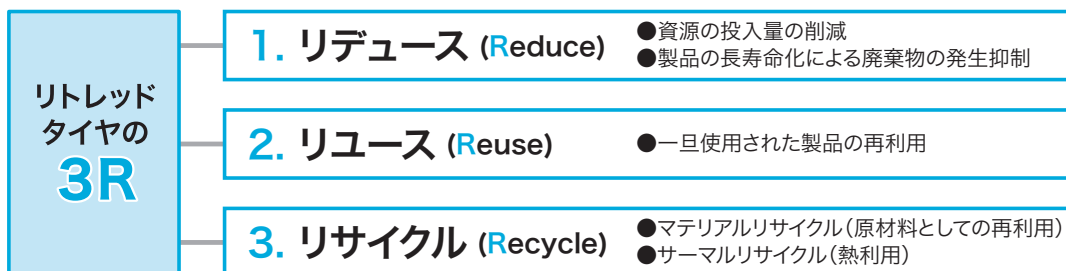 リトレッド
タイヤの
3R
1. リデュース (Reduce)
●資源の投入量の削減
●製品の長寿命化による廃棄物の発生抑制
2. リユース (Reuse)
●一旦使用された製品の再利用
3. リサイクル (Recycle)
●マテリアルリサイクル(原材料としての再利用)
●サーマルリサイクル(熱利用)